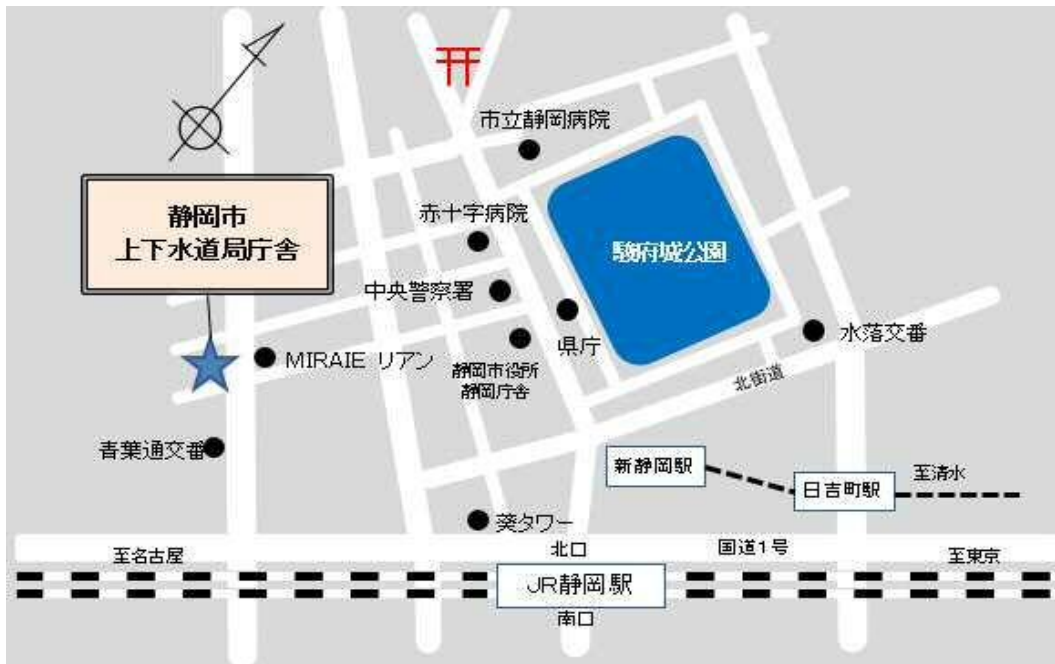 市立静岡病院
静岡市
上下水道局庁舎
赤十字病院
駿府城公園
中央警察署
県庁
水落交番
MIRAIE リアン
静岡市役所
静岡庁舎
北街道
青葉通交番
新静岡駅
日吉町駅
至清水
葵タワー
至名古屋
北口
国道1号
至東京
JR静岡駅
南口